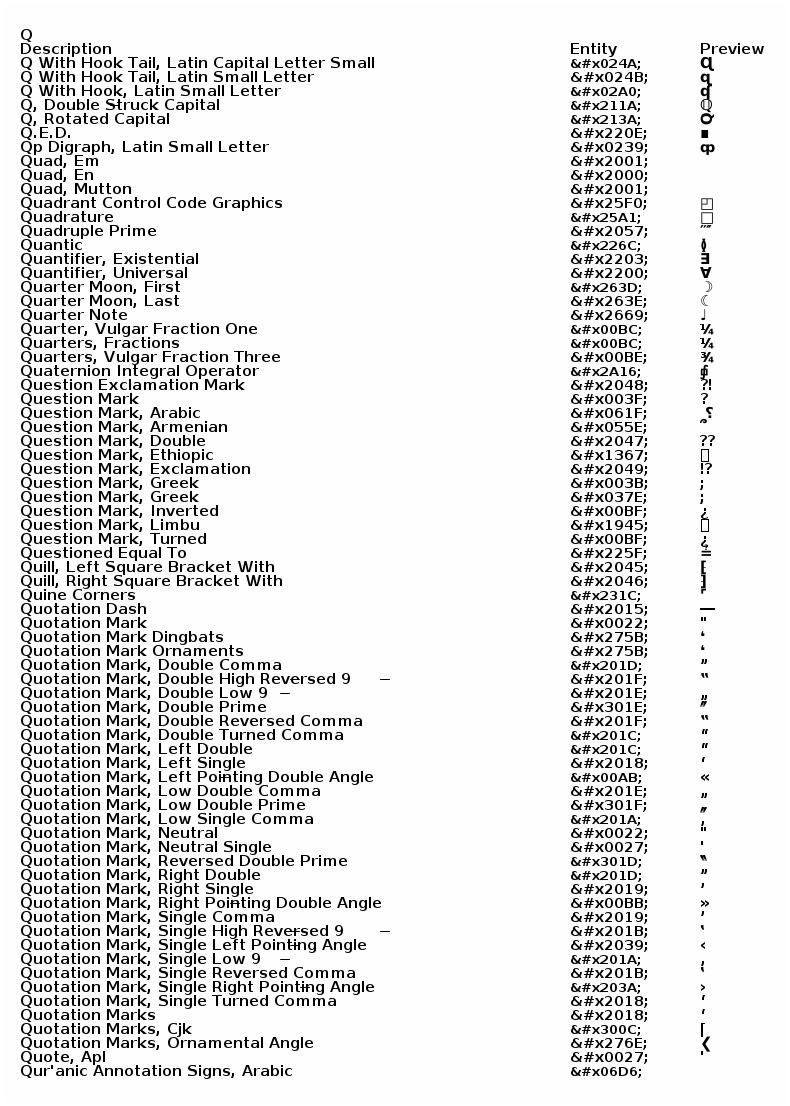 Q
Description Entity Preview
Q With Hook Tail, Latin Capital Letter Small &#x024A; Ɋ
Q With Hook Tail, Latin Small Letter &#x024B; ɋ
Q With Hook, Latin Small Letter &#x02A0; ʠ
Q, Double Struck Capital &#x211A; ℚ
Q, Rotated Capital &#x213A; ℺
Q.E.D. &#x220E; ∎
Qp Digraph, Latin Small Letter &#x0239; ȹ
Quad, Em &#x2001;
Quad, En &#x2000;
Quad, Mutton &#x2001;
Quadrant Control Code Graphics &#x25F0; ◰
Quadrature &#x25A1; □
Quadruple Prime &#x2057; ⁗
Quantic &#x226C; ≬
Quantifier, Existential &#x2203; ∃
Quantifier, Universal &#x2200; ∀
Quarter Moon, First &#x263D; ☽
Quarter Moon, Last &#x263E; ☾
Quarter Note &#x2669; ♩
Quarter, Vulgar Fraction One &#x00BC; ¼
Quarters, Fractions &#x00BC; ¼
Quarters, Vulgar Fraction Three &#x00BE; ¾
Quaternion Integral Operator &#x2A16; ⨖
Question Exclamation Mark &#x2048; ⁈
Question Mark &#x003F; ?
Question Mark, Arabic &#x061F; ؟
Question Mark, Armenian &#x055E; ՞
Question Mark, Double &#x2047; ⁇
Question Mark, Ethiopic &#x1367;
Question Mark, Exclamation &#x2049; ⁉
Question Mark, Greek &#x003B; ;
Question Mark, Greek &#x037E; ;
Question Mark, Inverted &#x00BF; ¿
Question Mark, Limbu &#x1945;
Question Mark, Turned &#x00BF; ¿
Questioned Equal To &#x225F; ≟
Quill, Left Square Bracket With &#x2045; ⁅
Quill, Right Square Bracket With &#x2046; ⁆
Quine Corners &#x231C; ⌜
Quotation Dash &#x2015; ―
Quotation Mark &#x0022; "
Quotation Mark Dingbats &#x275B; ❛
Quotation Mark Ornaments &#x275B; ❛
Quotation Mark, Double Comma &#x201D; ”
Quotation Mark, Double High Reversed 9 – &#x201F; ‟
Quotation Mark, Double Low 9 – &#x201E; „
Quotation Mark, Double Prime &#x301E; 〞
Quotation Mark, Double Reversed Comma &#x201F; ‟
Quotation Mark, Double Turned Comma &#x201C; “
Quotation Mark, Left Double &#x201C; “
Quotation Mark, Left Single &#x2018; ‘
Quotation Mark, Left Pointing Double Angle &#x00AB; «
Quotation Mark, Low Double Comma &#x201E; „
Quotation Mark, Low Double Prime &#x301F; 〟
Quotation Mark, Low Single Comma &#x201A; ‚
Quotation Mark, Neutral &#x0022; "
Quotation Mark, Neutral Single &#x0027; '
Quotation Mark, Reversed Double Prime &#x301D; 〝
Quotation Mark, Right Double &#x201D; ”
Quotation Mark, Right Single &#x2019; ’
Quotation Mark, Right Pointing Double Angle &#x00BB; »
Quotation Mark, Single Comma &#x2019; ’
Quotation Mark, Single High Reversed 9 – &#x201B; ‛
Quotation Mark, Single Left Pointing Angle &#x2039; ‹
Quotation Mark, Single Low 9 – &#x201A; ‚
Quotation Mark, Single Reversed Comma &#x201B; ‛
Quotation Mark, Single Right Pointing Angle &#x203A; ›
Quotation Mark, Single Turned Comma &#x2018; ‘
Quotation Marks &#x2018; ‘
Quotation Marks, Cjk &#x300C; 「
Quotation Marks, Ornamental Angle &#x276E; ❮
Quote, Apl &#x0027; '
Qur'anic Annotation Signs, Arabic &#x06D6;